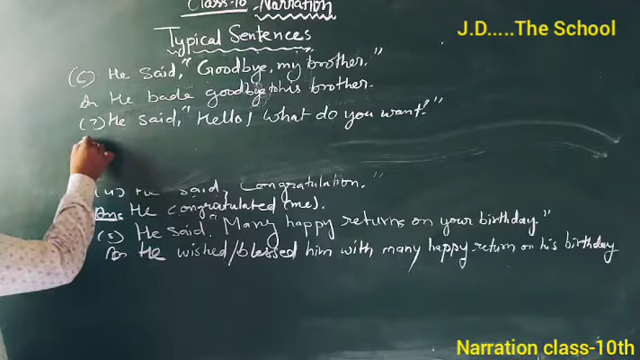 Class-10 Narration
J.D.....The School
Typical Sentences
(6) He said, "Goodbye, my brother."
An He bade goodbye to his brother.
(7) He said, "Hello! What do you want?"
(4) He said, Congratulation."
Ans He congratulated (me).
(5) He said, "Many happy returns on your birthday"
An He wished/blessed him with many happy return on his birthday
Narration class-10th